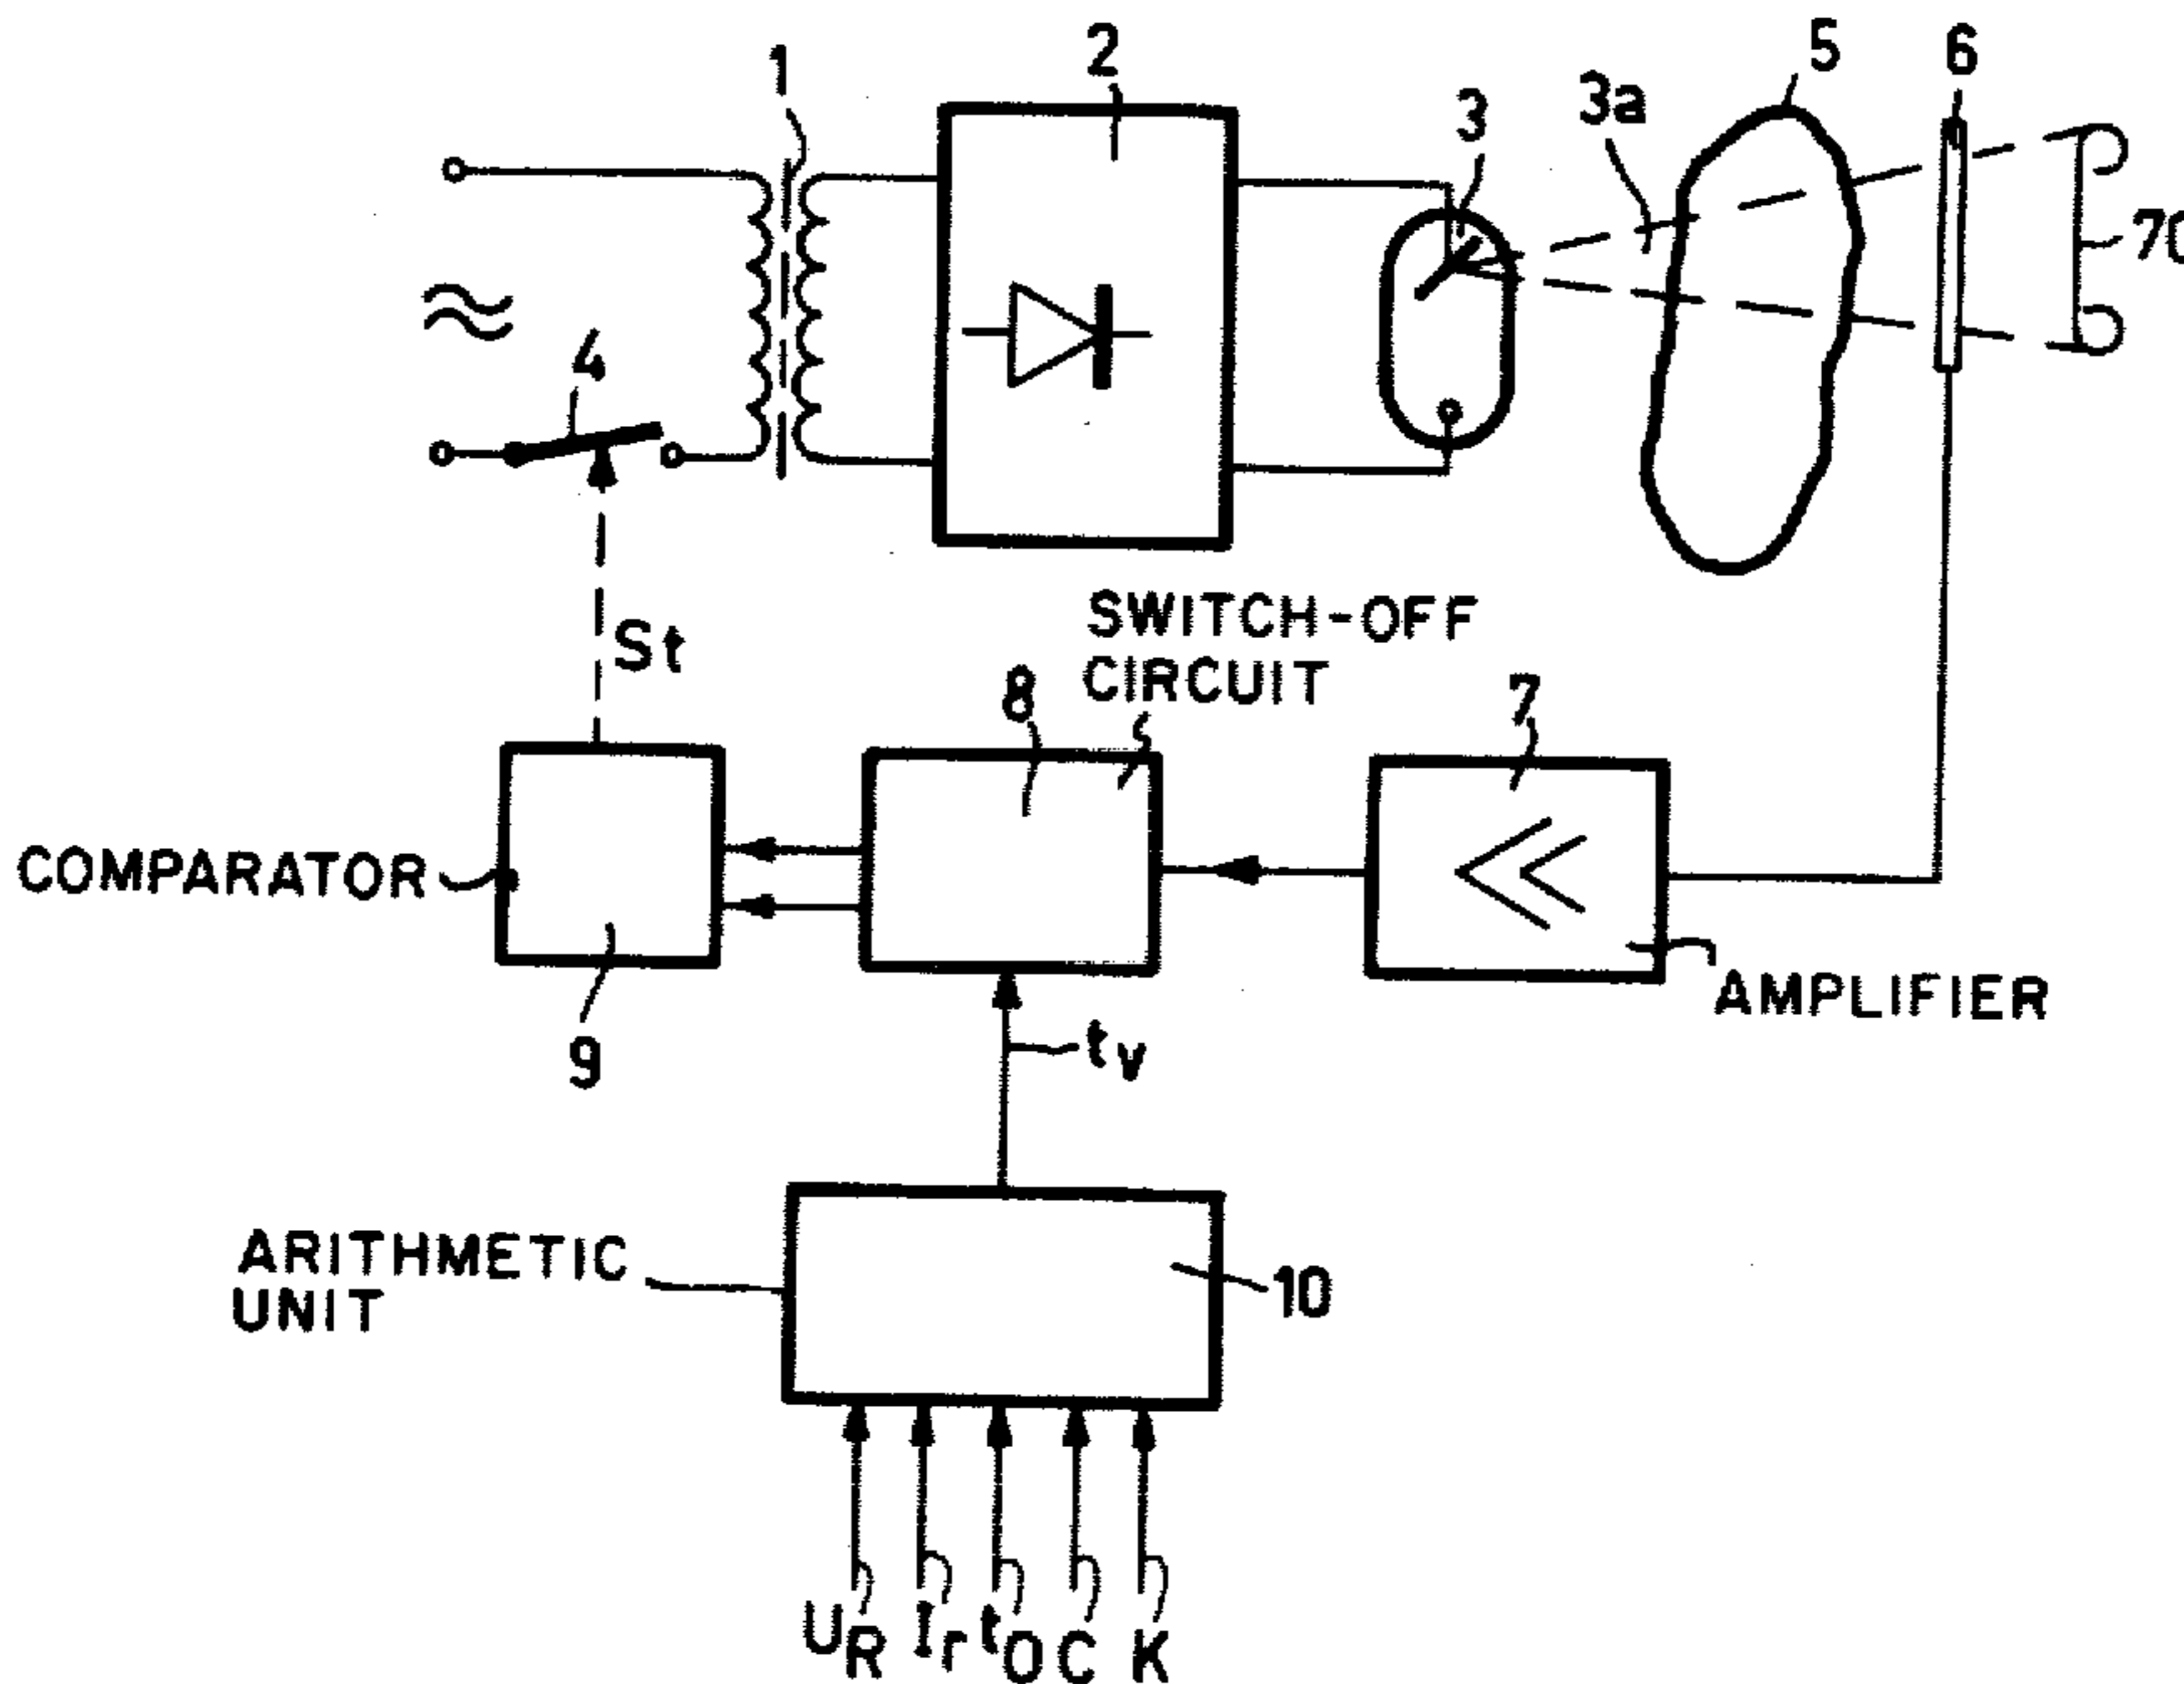 1
2
3
3a
5
6
70
4
St
SWITCH-OFF
CIRCUIT
8
7
COMPARATOR
AMPLIFIER
9
tv
ARITHMETIC
UNIT
10
UR Ir tO C K